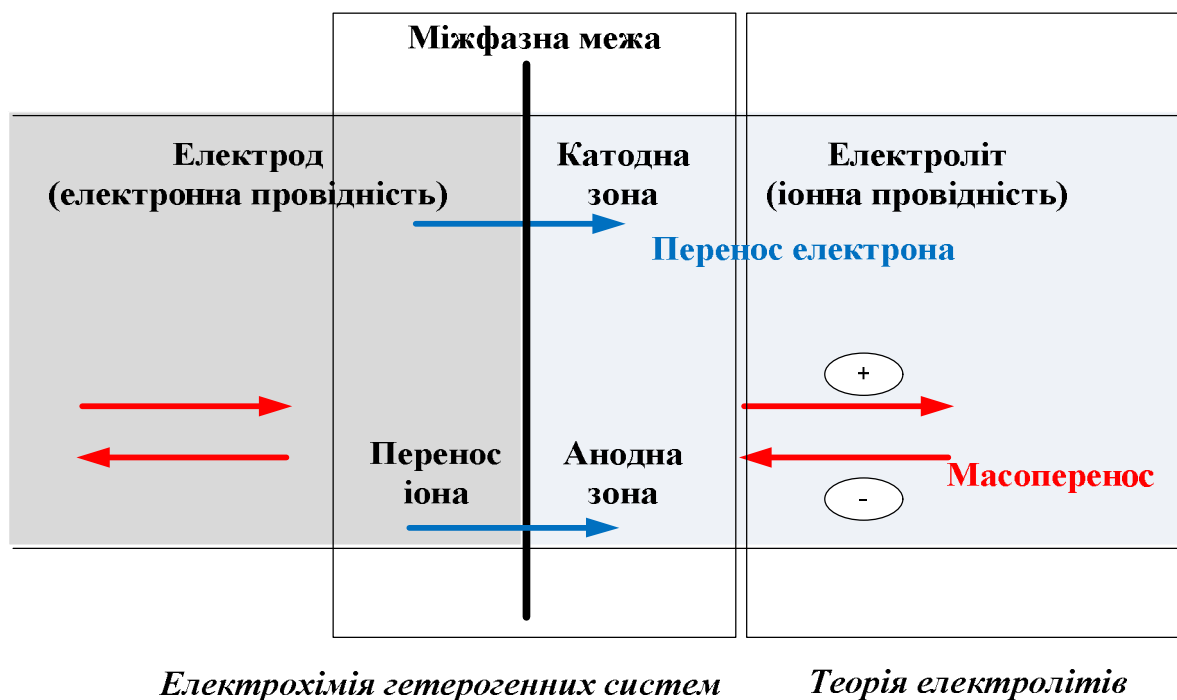 Міжфазна межа
Електрод
(електронна провідність)
Катодна
зона
Електроліт
(іонна провідність)
Перенос електрона
+
Перенос
іона
Анодна
зона
Масоперенос
-
Електрохімія гетерогенних систем
Теорія електролітів